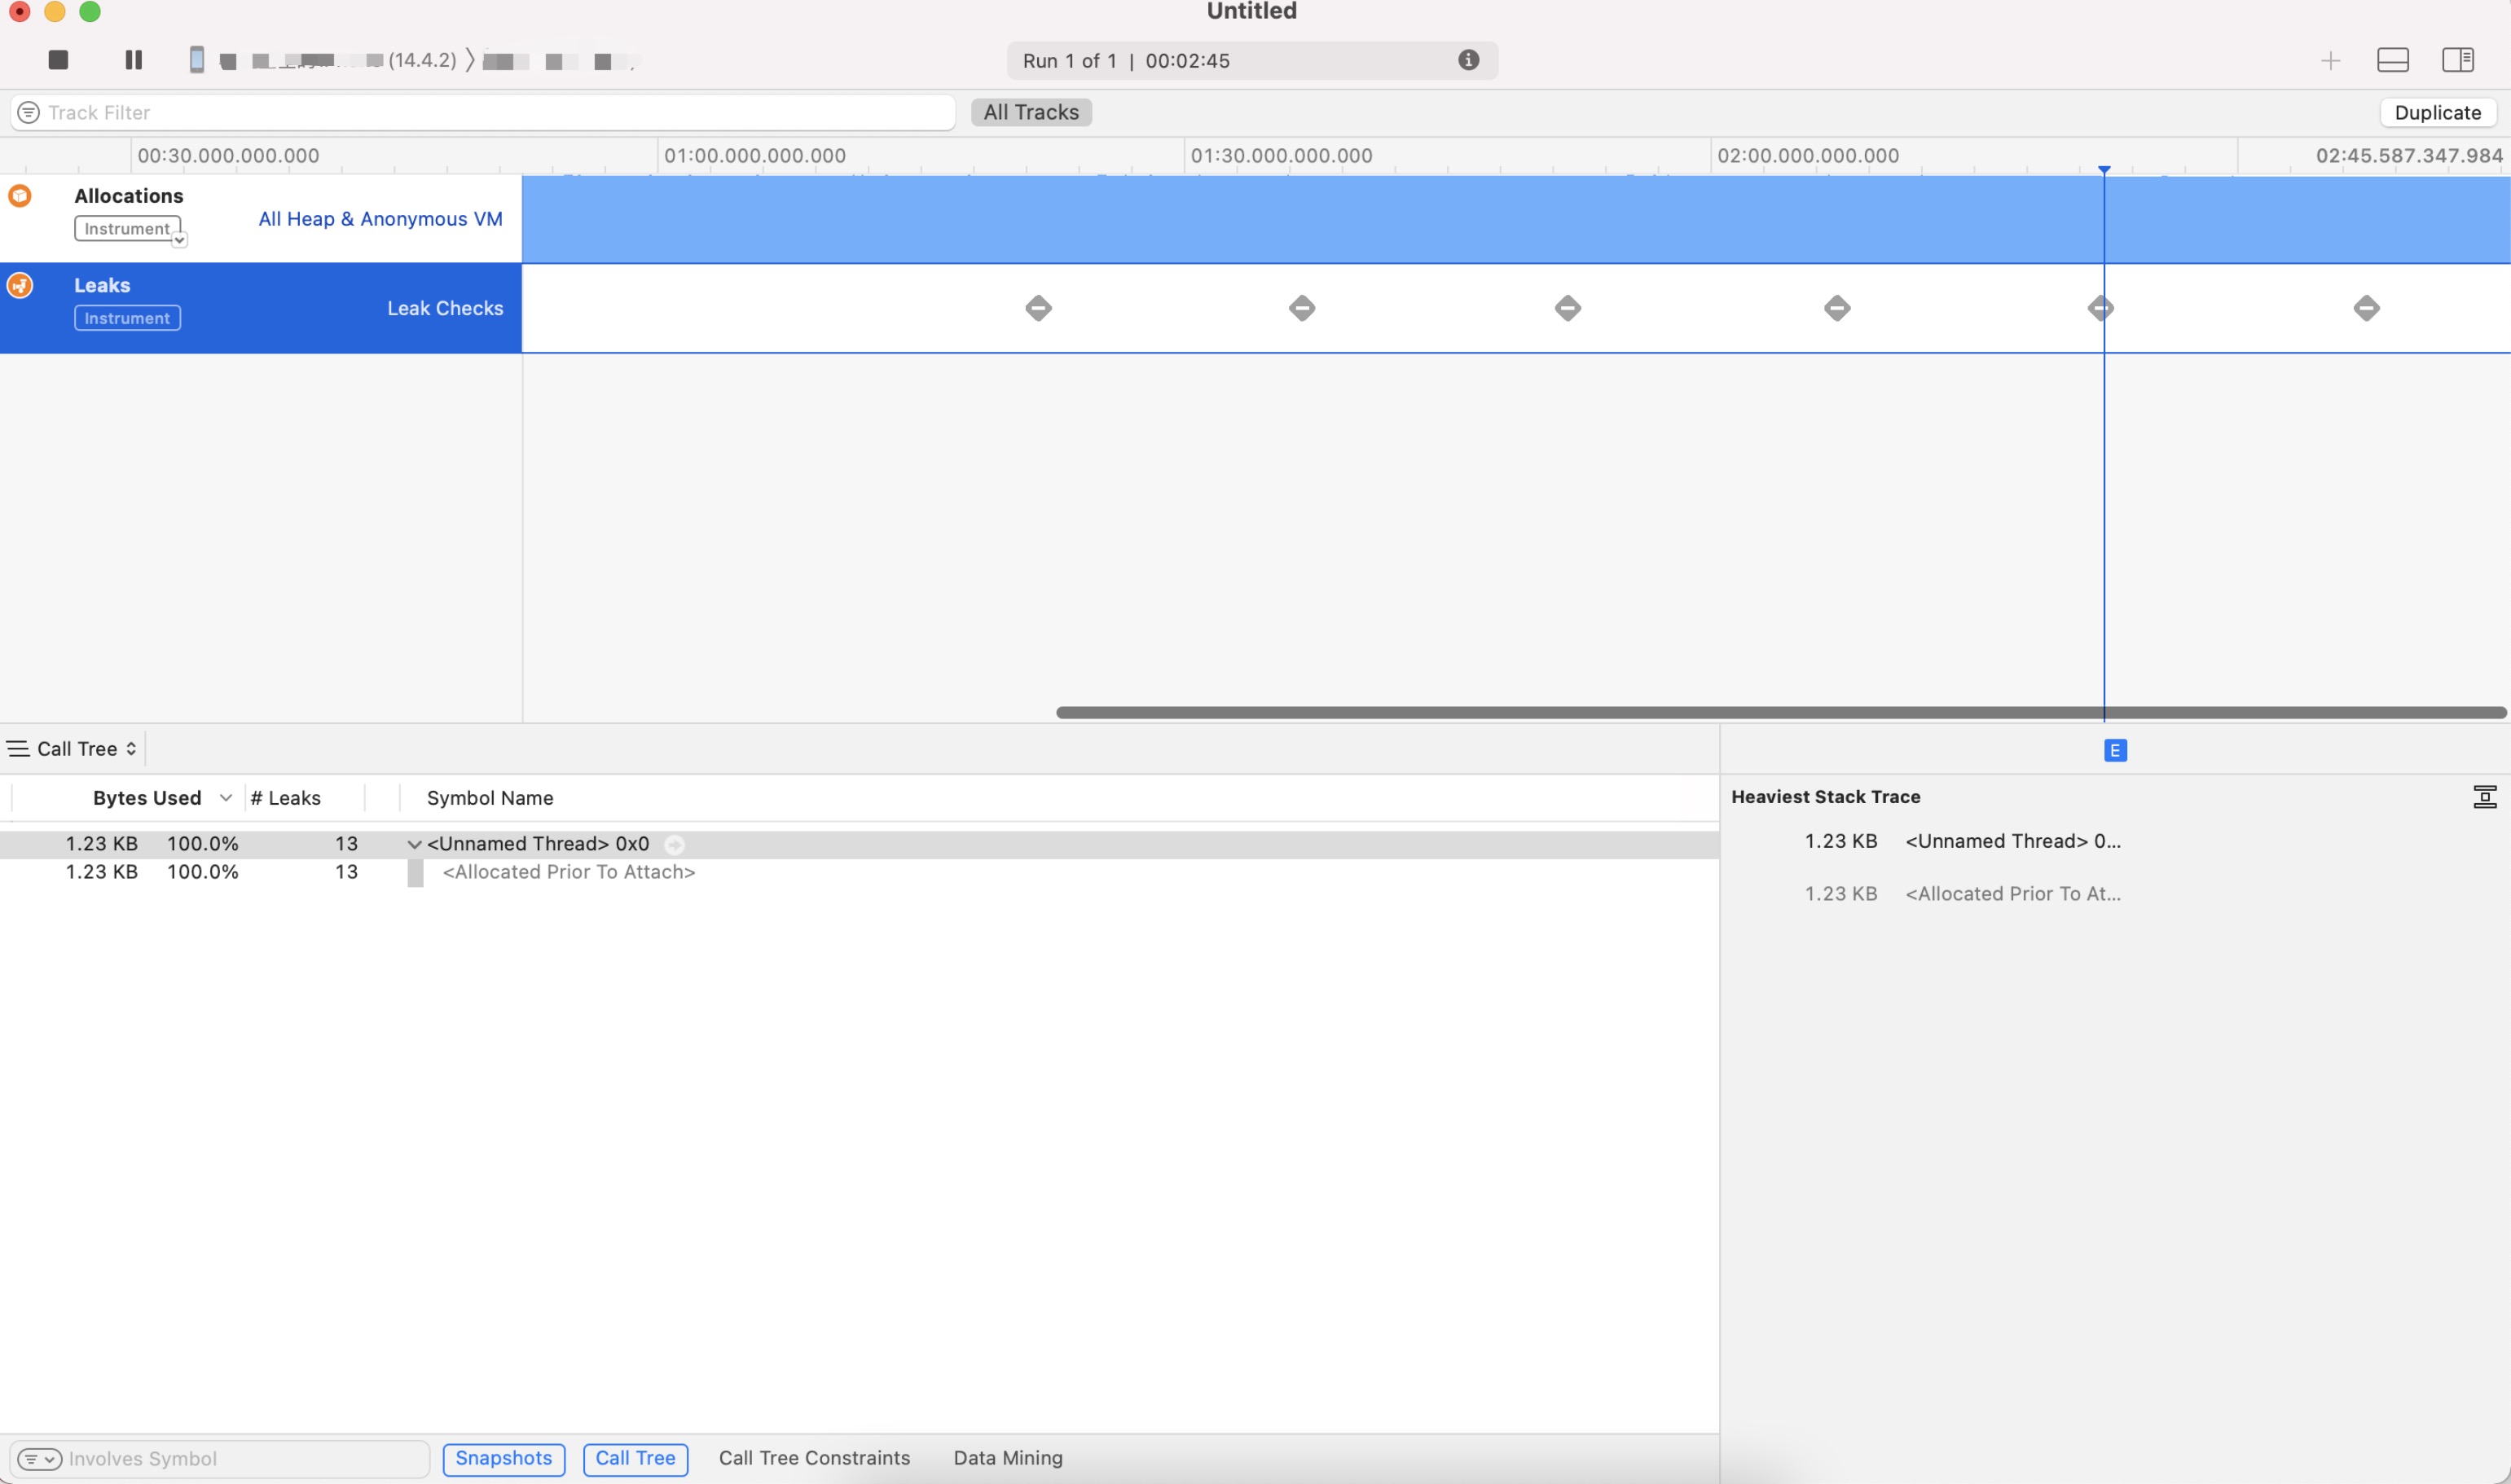 Untitled
(14.4.2)
Run 1 of 1 | 00:02:45
Track Filter
All Tracks
Duplicate
00:30.000.000.000
01:00.000.000.000
01:30.000.000.000
02:00.000.000.000
02:45.587.347.984
Allocations
Instrument
All Heap & Anonymous VM
Leaks
Instrument
Leak Checks
Call Tree
E
Bytes Used
# Leaks
Symbol Name
1.23 KB 100.0% 13 <Unnamed Thread> 0x0
1.23 KB 100.0% 13 <Allocated Prior To Attach>
Heaviest Stack Trace
1.23 KB <Unnamed Thread> 0...
1.23 KB <Allocated Prior To At...
Involves Symbol
Snapshots
Call Tree
Call Tree Constraints
Data Mining